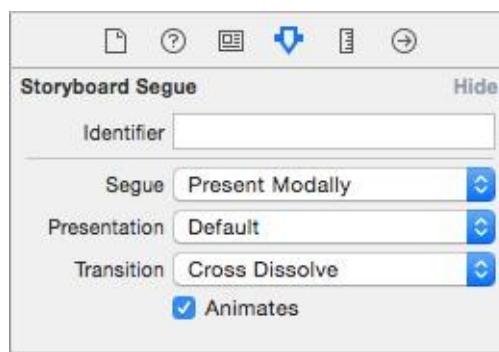 Storyboard Segue Hide
Identifier
Segue Present Modally
Presentation Default
Transition Cross Dissolve
Animates